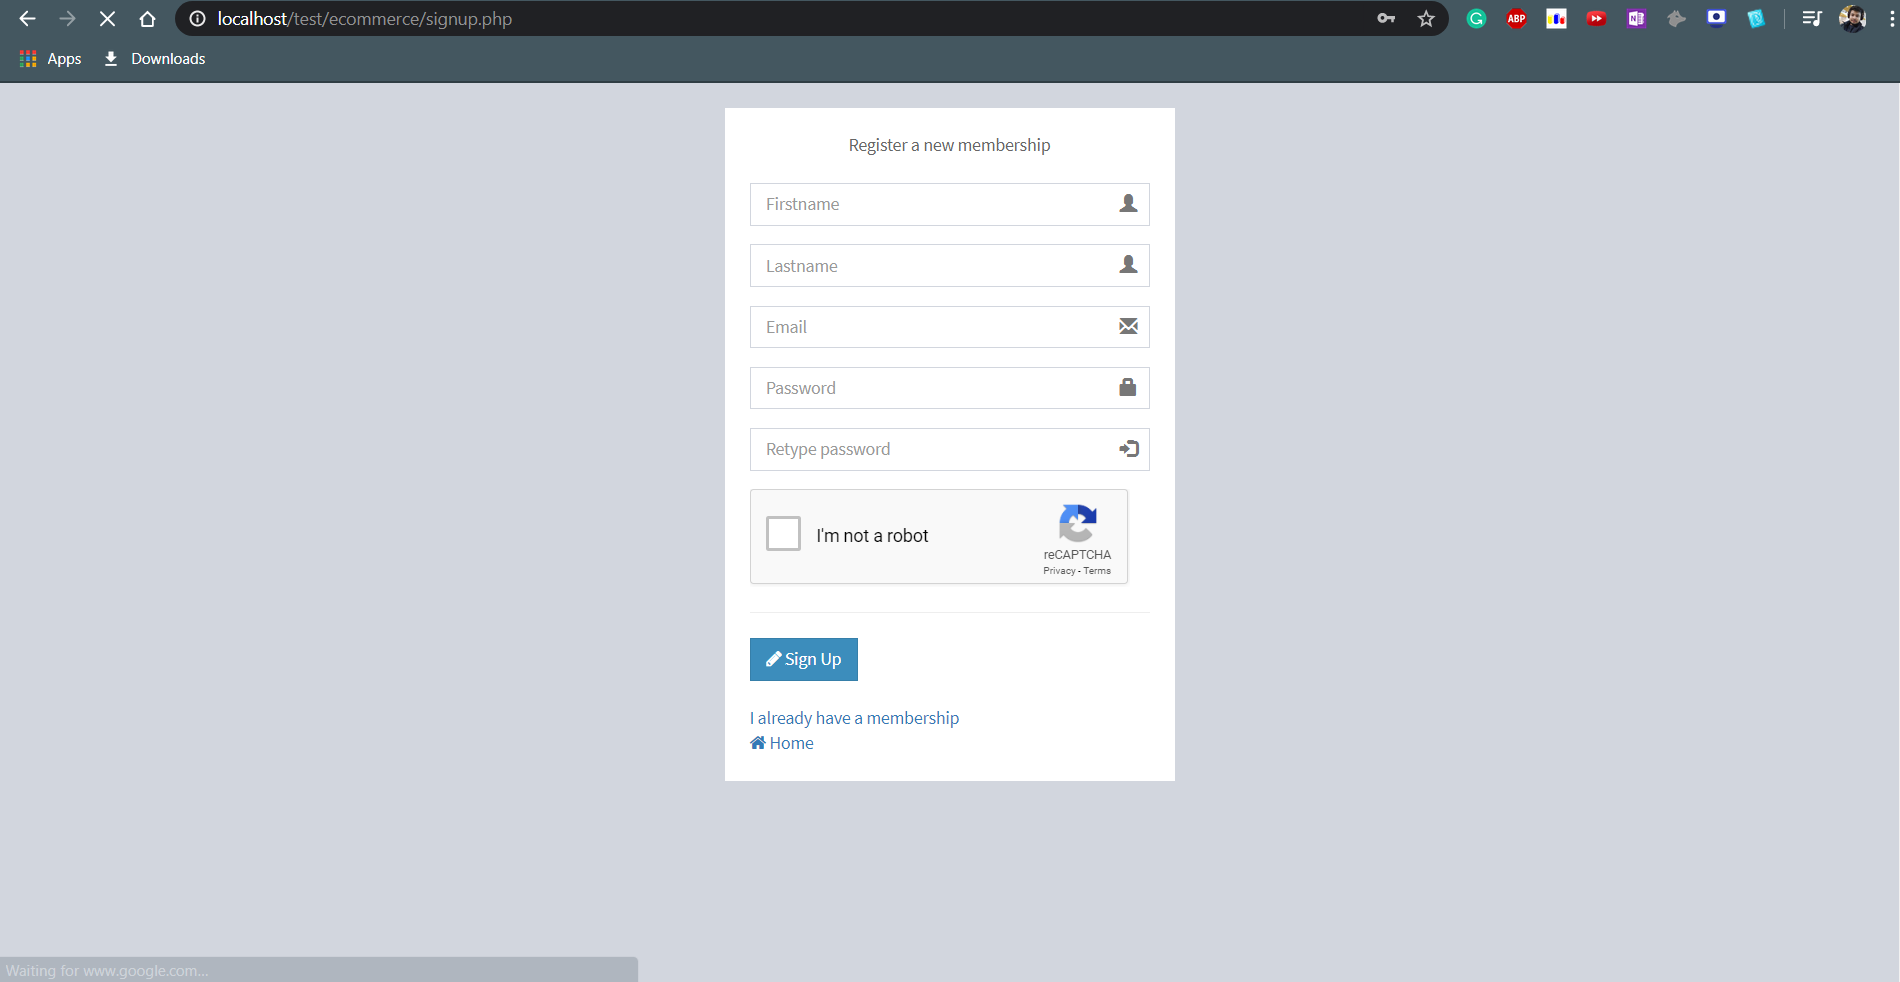 localhost/test/ecommerce/signup.php
ABP
N
Apps
Downloads
Register a new membership
Firstname
Lastname
Email
Password
Retype password
I'm not a robot
reCAPTCHA
Privacy - Terms
Sign Up
I already have a membership
Home
Waiting for www.google.com...